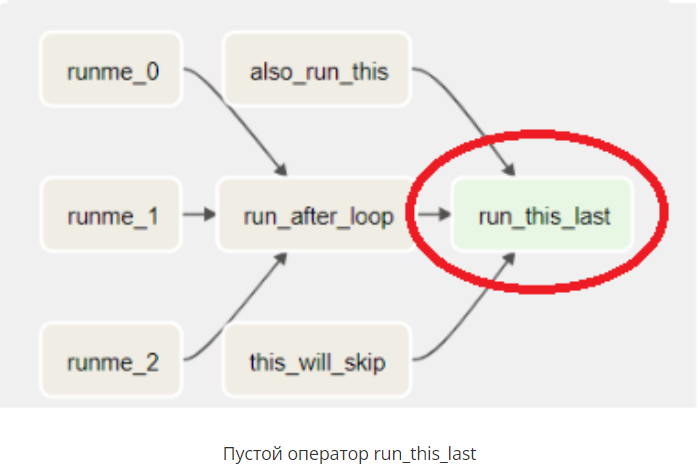 runme_0
also_run_this
runme_1
run_after_loop
run_this_last
runme_2
this_will_skip
Пустой оператор run_this_last